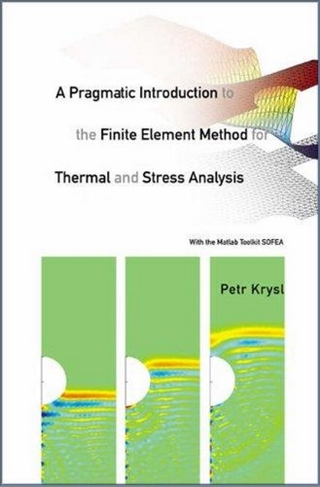 A Pragmatic Introduction to
the Finite Element Method for
Thermal and Stress Analysis
With the Matlab Toolkit SOFEA
Petr Krysl